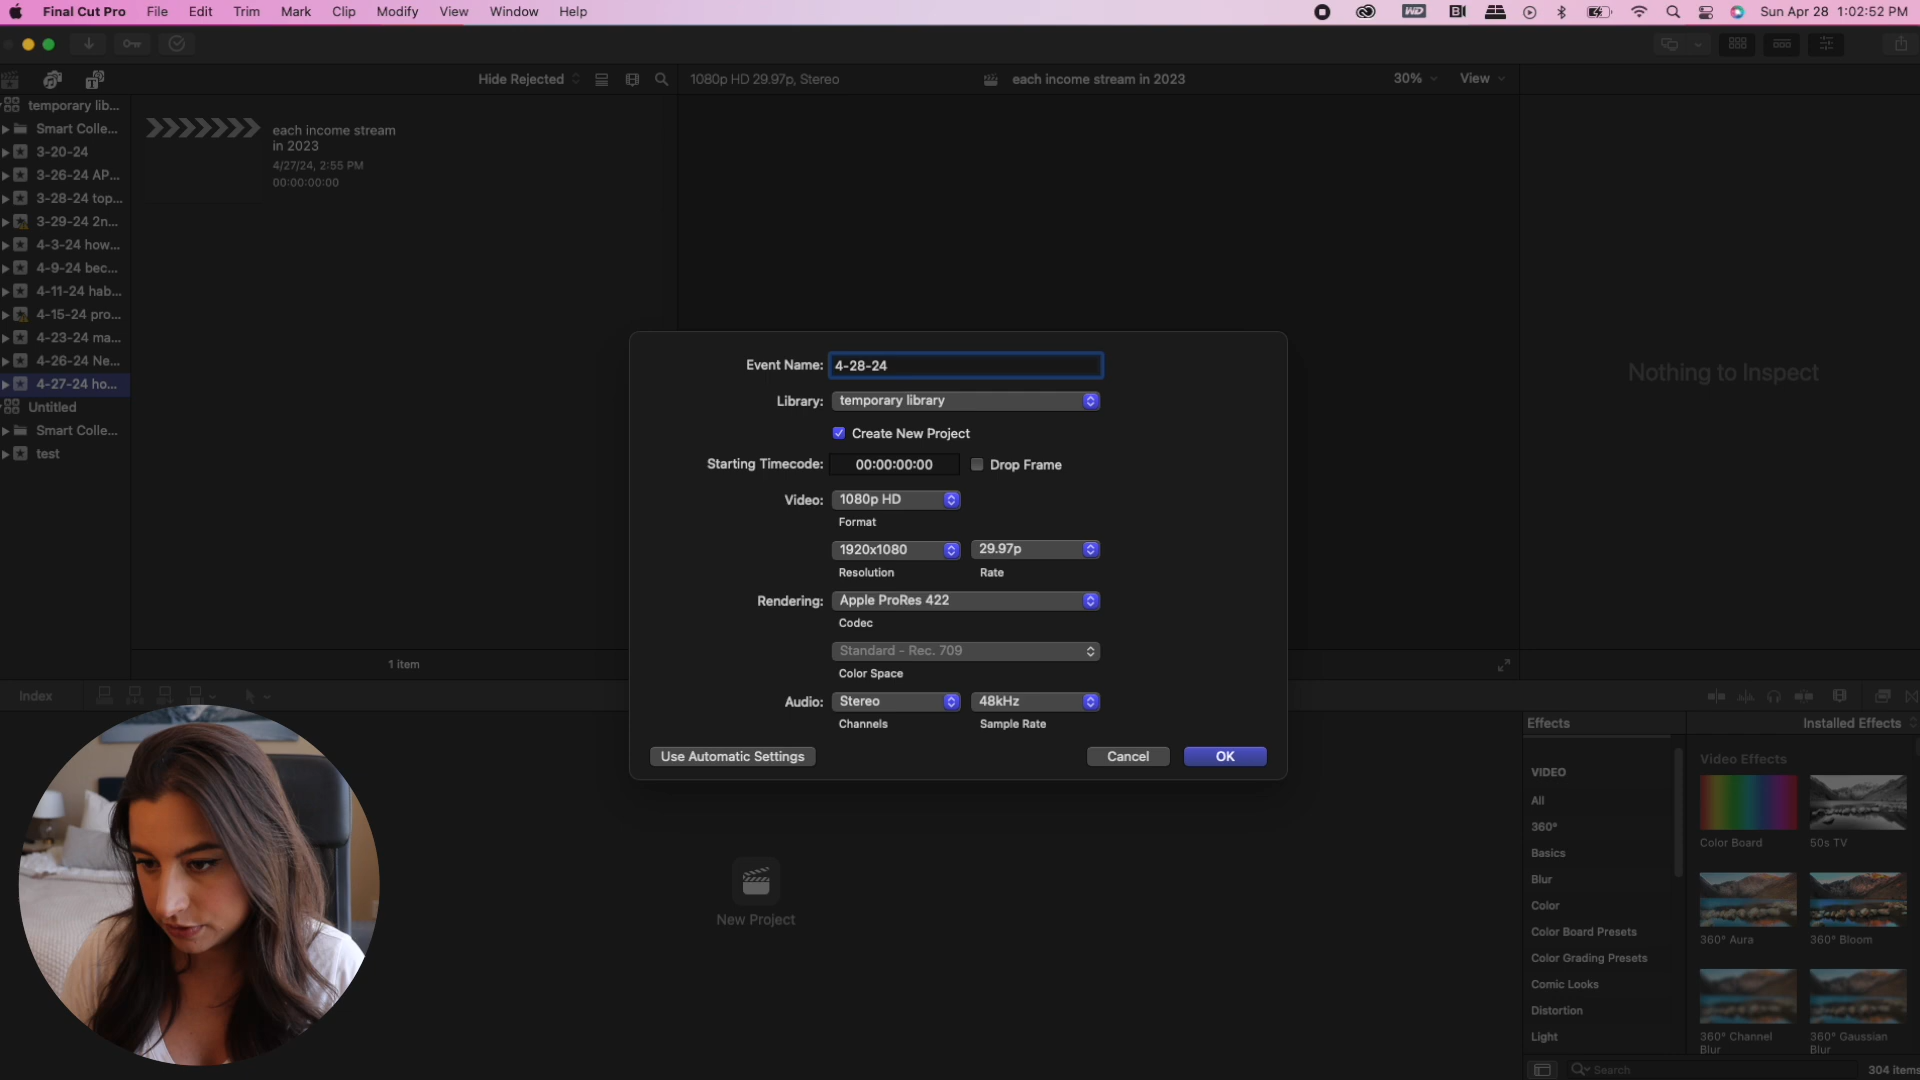 Final Cut Pro File Edit Trim Mark Clip Modify View Window Help Sun Apr 28 1:02:52 PM
Hide Rejected 1080p HD 29.97p, Stereo each income stream in 2023 30% View
temporary lib...
Smart Colle...
3-20-24
3-26-24 AP...
3-28-24 top...
3-29-24 2n...
4-3-24 how...
4-9-24 bec...
4-11-24 hab...
4-15-24 pro...
4-23-24 ma...
4-26-24 Ne...
4-27-24 ho...
Untitled
Smart Colle...
test
each income stream
in 2023
4/27/24, 2:55 PM
00:00:00:00
1 item
Nothing to Inspect
Event Name: 4-28-24
Library: temporary library
Create New Project
Starting Timecode: 00:00:00:00 Drop Frame
Video: 1080p HD
Format
1920x1080 29.97p
Resolution Rate
Rendering: Apple ProRes 422
Codec
Standard - Rec. 709
Color Space
Audio: Stereo 48kHz
Channels Sample Rate
Use Automatic Settings Cancel OK
Index
New Project
Effects Installed Effects
VIDEO
All
360°
Basics
Blur
Color
Color Board Presets
Color Grading Presets
Comic Looks
Distortion
Light
Video Effects
Color Board 50s TV
360° Aura 360° Bloom
360° Channel Blur 360° Gaussian Blur
Search 304 items